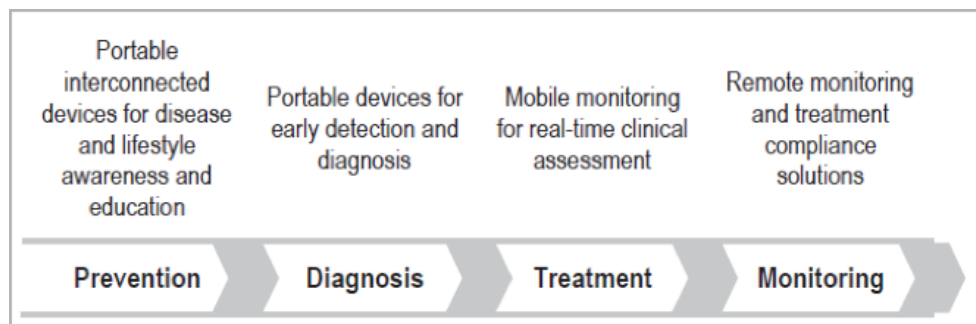 Portable
interconnected
devices for disease
and lifestyle
awareness and
education
Portable devices for
early detection and
diagnosis
Mobile monitoring
for real-time clinical
assessment
Remote monitoring
and treatment
compliance
solutions
Prevention
Diagnosis
Treatment
Monitoring